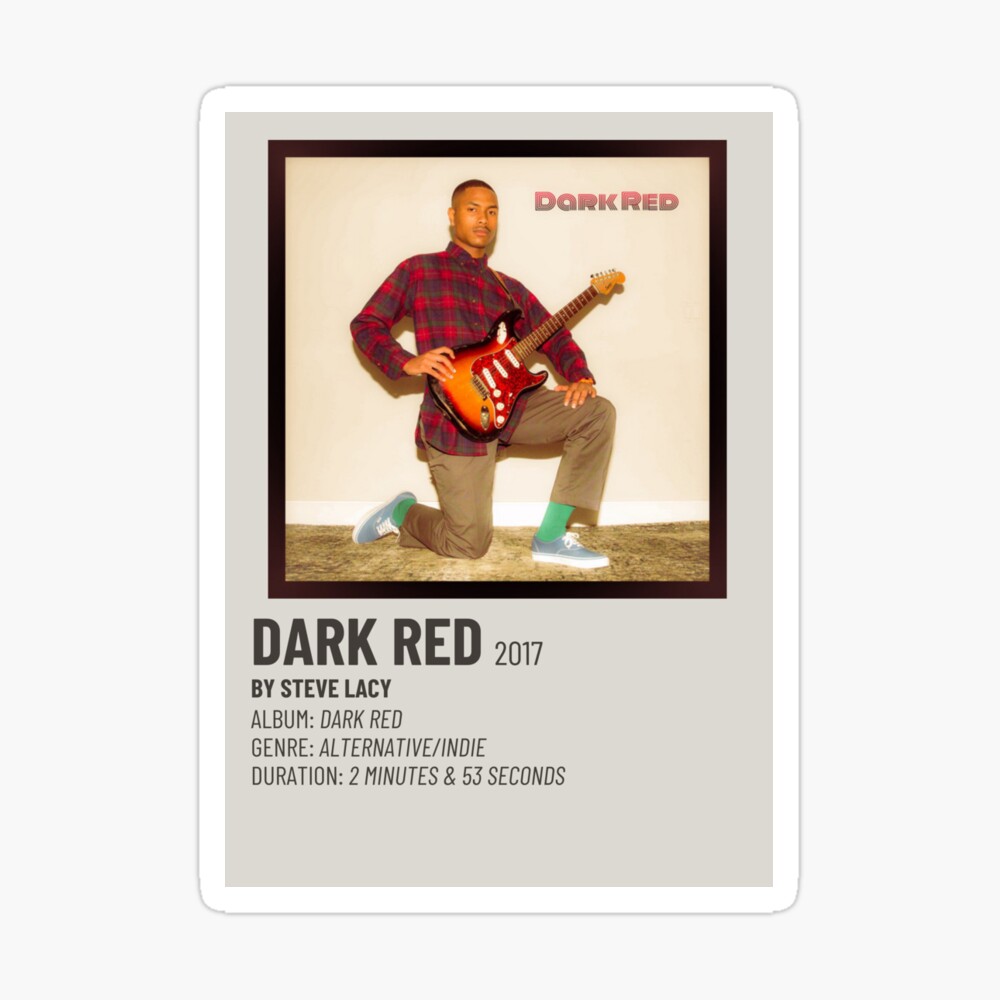 Dark Red
DARK RED 2017
BY STEVE LACY
ALBUM: DARK RED
GENRE: ALTERNATIVE/INDIE
DURATION: 2 MINUTES & 53 SECONDS